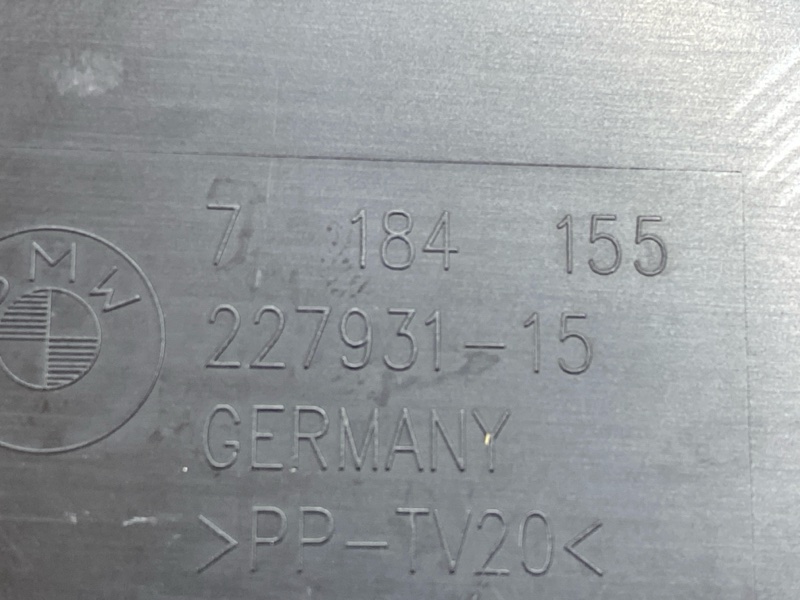 BMW
7 184 155
227931-15
GERMANY
>PP-TV20<